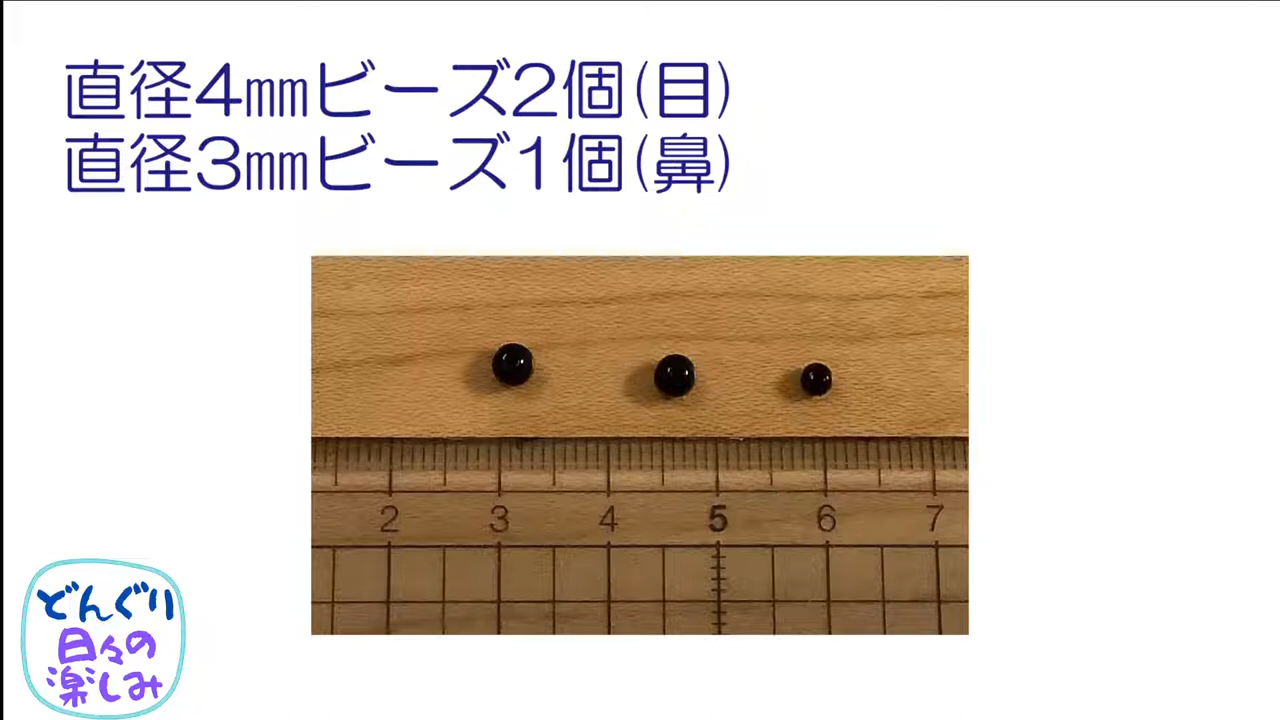 直径4㎜ビーズ2個(目)
直径3㎜ビーズ1個(鼻)
2 3 4 5 6 7
どんぐり
日々の
楽しみ